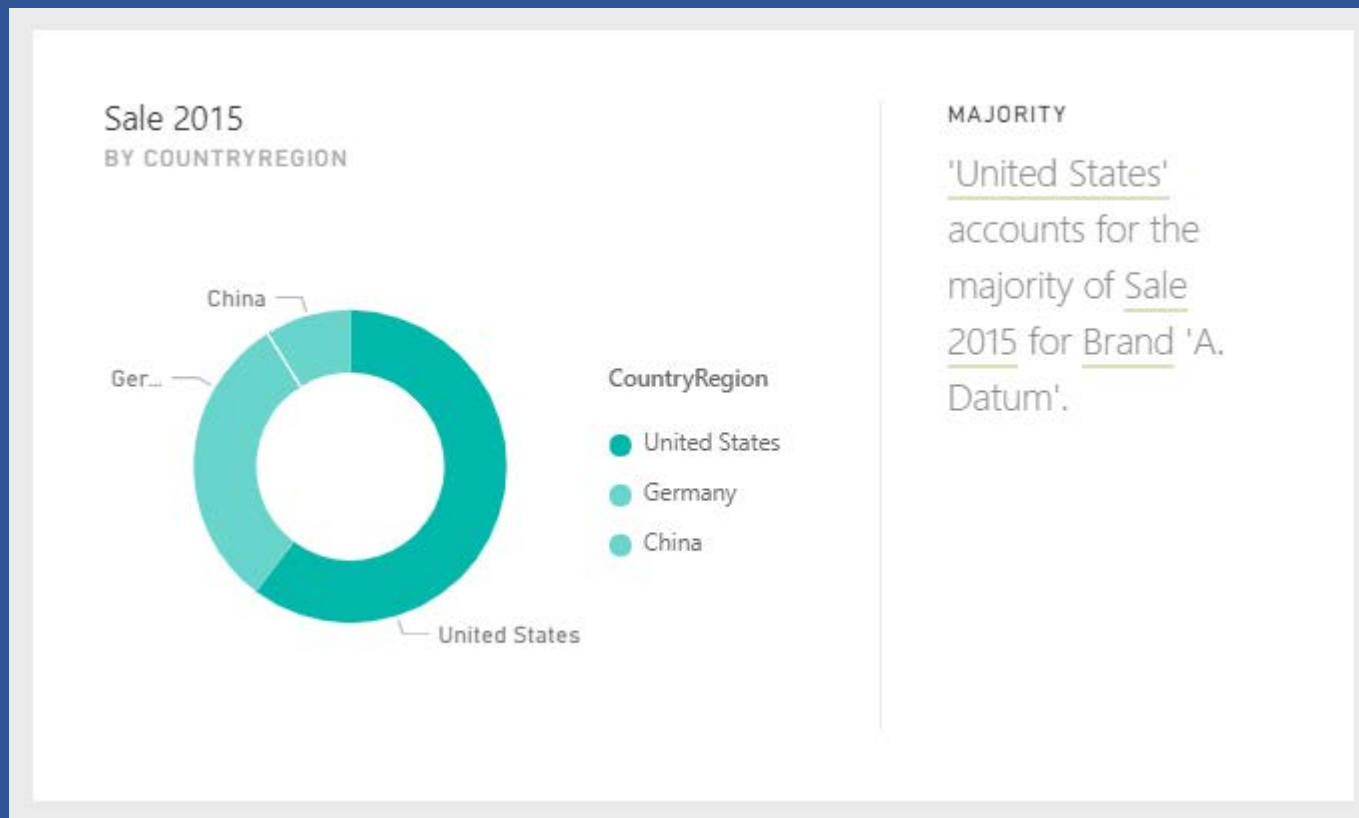 Sale 2015
BY COUNTRYREGION
China
Ger...
United States
CountryRegion
United States
Germany
China
MAJORITY
'United States'
accounts for the
majority of Sale
2015 for Brand 'A.
Datum'.